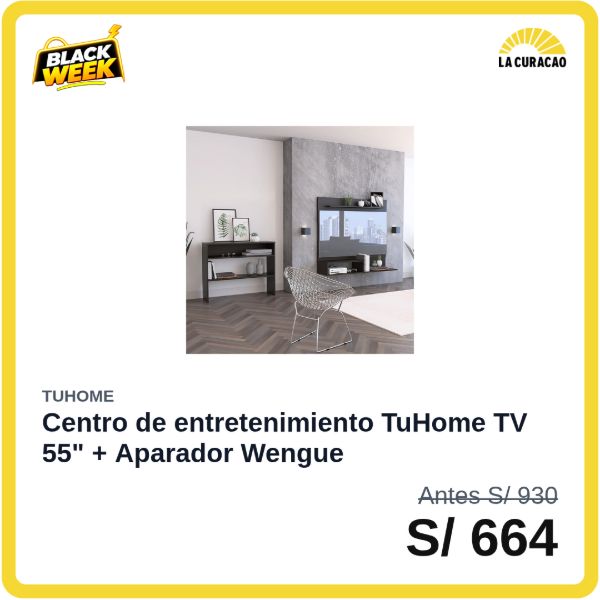 BLACK
WEEK
LA CURACAO
TUHOME
Centro de entretenimiento TuHome TV
55" + Aparador Wengue
Antes S/ 930
S/ 664